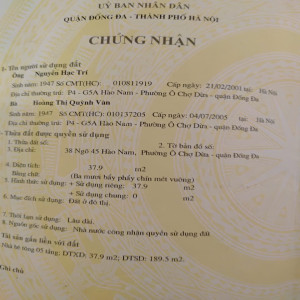 UỶ BAN NHÂN DÂN
QUẬN ĐỐNG ĐA - THÀNH PHỐ HÀ NỘI
CHỨNG NHẬN
I- Tên người sử dụng đất
Ông Nguyễn Hạc Trí
Sinh năm 1947 Số CMT(HC): 010811919 Cấp ngày: 21/02/2001 tại: Hà Nội
Địa chỉ thường trú: P4 - G5A Hào Nam - Phường Ô Chợ Dừa - quận Đống Đa
Bà Hoàng Thị Quỳnh Vân
Sinh năm: 1947 Số CMT(HC): 010137205 Cấp ngày: 04/07/2005 tại: Hà Nội
Địa chỉ thường trú: P4 - G5A Hào Nam - Phường Ô Chợ Dừa - quận Đống Đa
Thửa đất được quyền sử dụng
1. Thửa đất số: 2. Tờ bản đồ số:
3. Địa chỉ: 38 Ngõ 45 Hào Nam - Phường Ô Chợ Dừa - quận Đống Đa
4. Diện tích: 37.9 m2
Bằng chữ: (Ba mươi bảy phẩy chín mét vuông)
5. Hình thức sử dụng: + Sử dụng riêng: 37.9 m2
+ Sử dụng chung: 0 m2
6. Mục đích sử dụng: Đất ở đô thị.
7. Thời hạn sử dụng: Lâu dài.
8. Nguồn gốc sử dụng: Nhà nước công nhận quyền sử dụng đất
Tài sản gắn liền với đất
Nhà bê tông 05 tầng; DTXD: 37.9 m2; DTSD: 189.5 m2.
Ghi chú